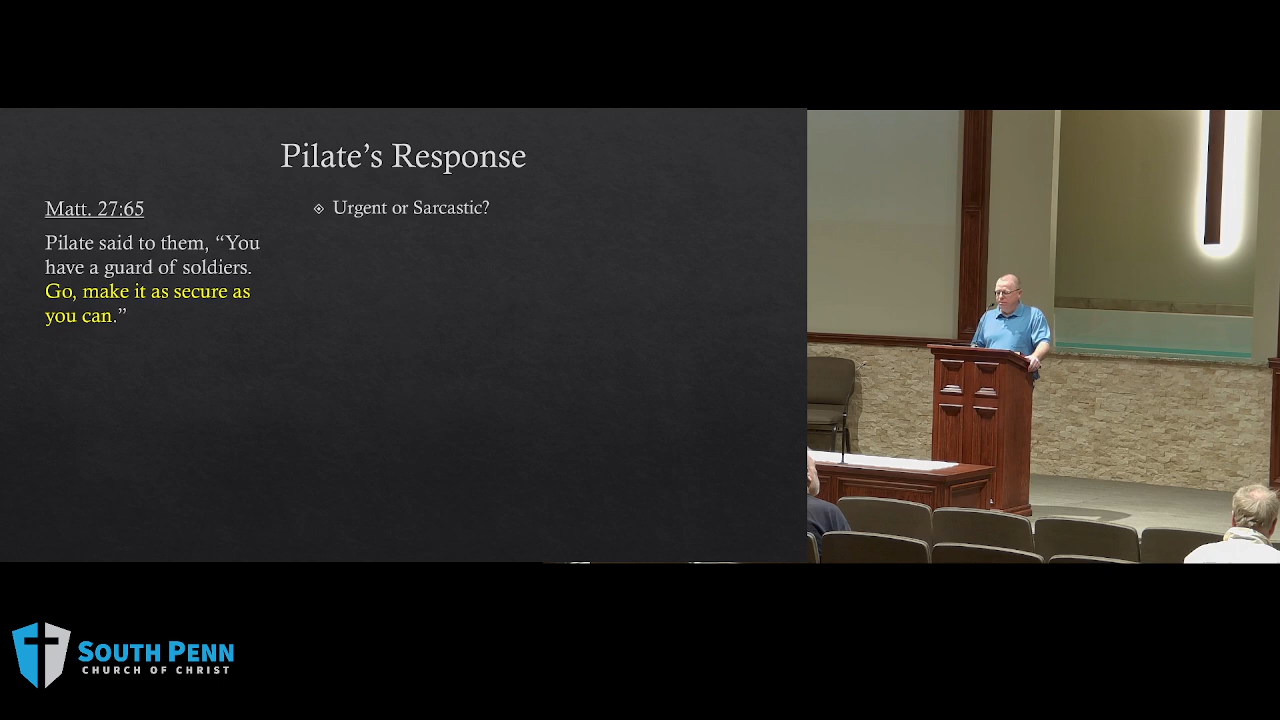 Pilate’s Response
Matt. 27:65
Pilate said to them, “You
have a guard of soldiers.
Go, make it as secure as
you can.”
Urgent or Sarcastic?
SOUTH PENN
CHURCH OF CHRIST